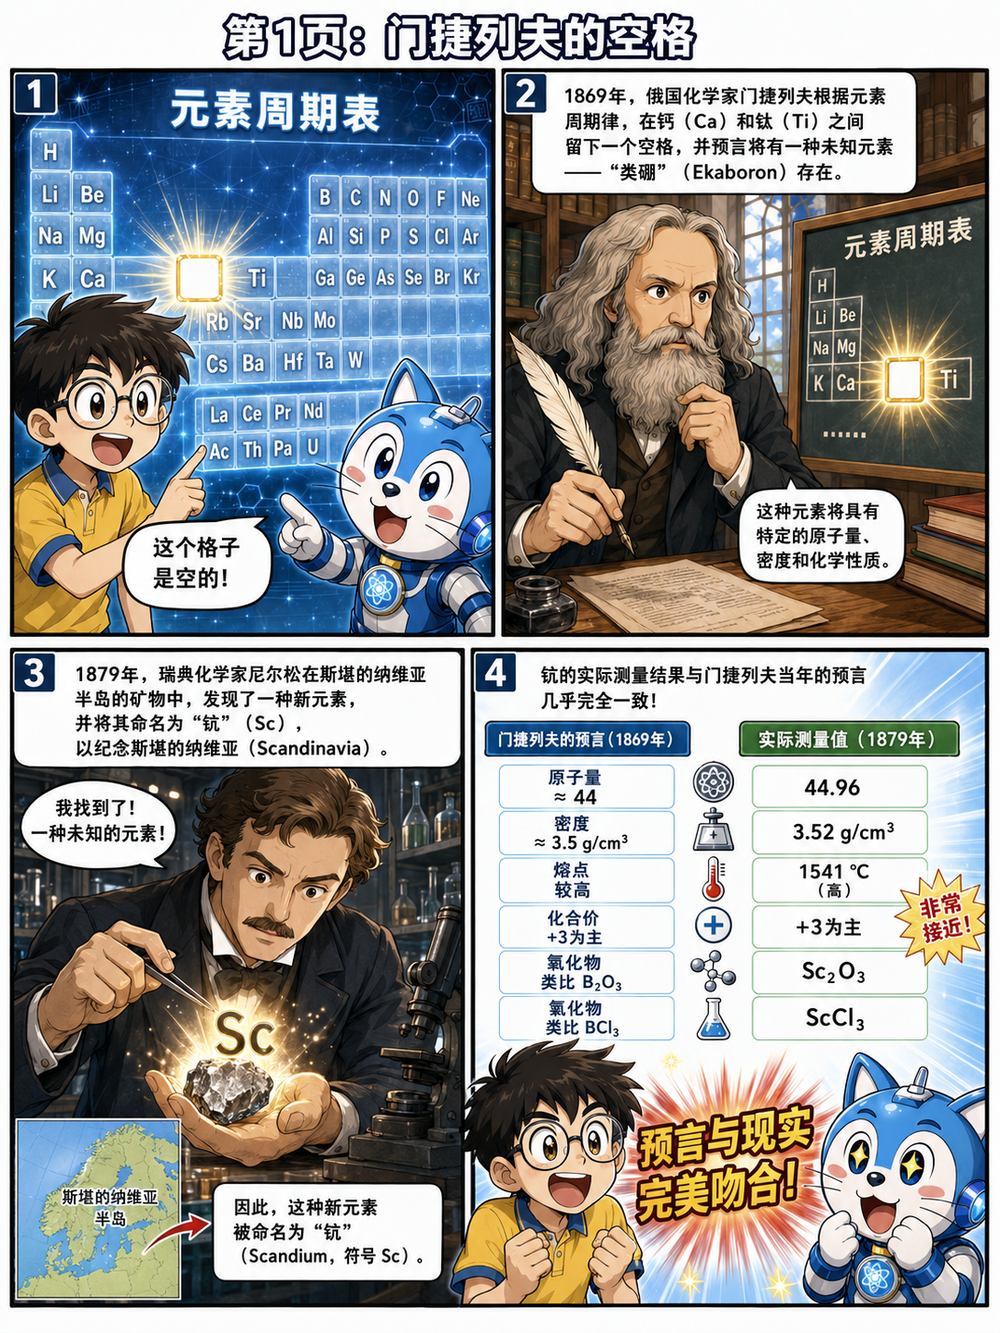 第1页：门捷列夫的空格
1
元素周期表
H
Li Be B C N O F Ne
Na Mg Al Si P S Cl Ar
K Ca Ti Ga Ge As Se Br Kr
Rb Sr Nb Mo
Cs Ba Hf Ta W
La Ce Pr Nd
Ac Th Pa U
这个格子
是空的！
2
1869年，俄国化学家门捷列夫根据元素
周期律，在钙（Ca）和钛（Ti）之间
留下一个空格，并预言将有一种未知元素
——“类硼”（Ekaboron）存在。
元素周期表
H
Li Be
Na Mg
K Ca Ti
……
这种元素将具有
特定的原子量、
密度和化学性质。
3
1879年，瑞典化学家尼尔松在斯堪的纳维亚
半岛的矿物中，发现了一种新元素，
并将其命名为“钪”（Sc），
以纪念斯堪的纳维亚（Scandinavia）。
我找到了！
一种未知的元素！
Sc
斯堪的纳维亚
半岛
因此，这种新元素
被命名为“钪”
（Scandium，符号 Sc）。
4
钪的实际测量结果与门捷列夫当年的预言
几乎完全一致！
门捷列夫的预言（1869年） 实际测量值（1879年）
原子量
≈ 44
44.96
密度
≈ 3.5 g/cm³
3.52 g/cm³
熔点
较高
1541 ℃
（高）
化合价
+3为主
+3为主
氧化物
类比 B₂O₃
Sc₂O₃
氧化物
类比 BCl₃
ScCl₃
非常
接近！
预言与现实
完美吻合！